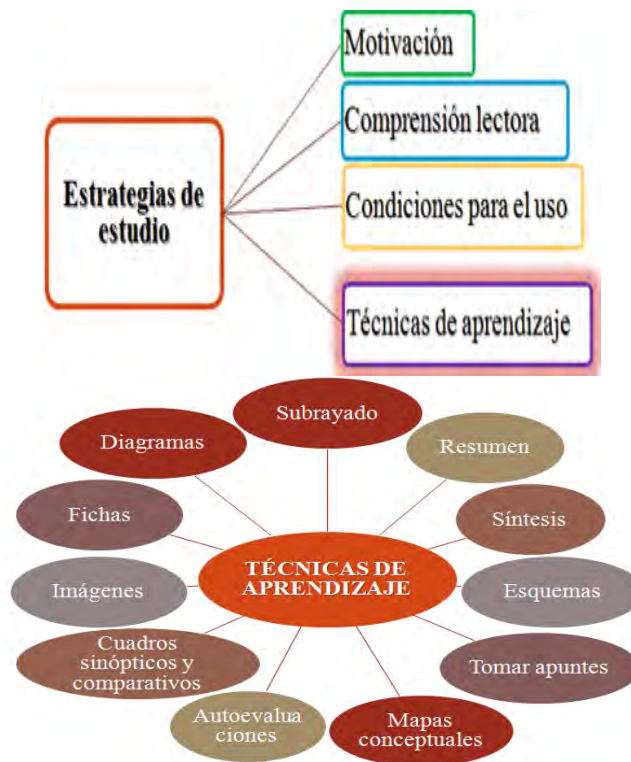 Motivación
Comprensión lectora
Estrategias de
estudio
Condiciones para el uso
Técnicas de aprendizaje
Subrayado
Diagramas
Resumen
Fichas
Síntesis
TÉCNICAS DE
APRENDIZAJE
Imágenes
Esquemas
Cuadros
sinópticos y
comparativos
Tomar apuntes
Autoevalua
ciones
Mapas
conceptuales